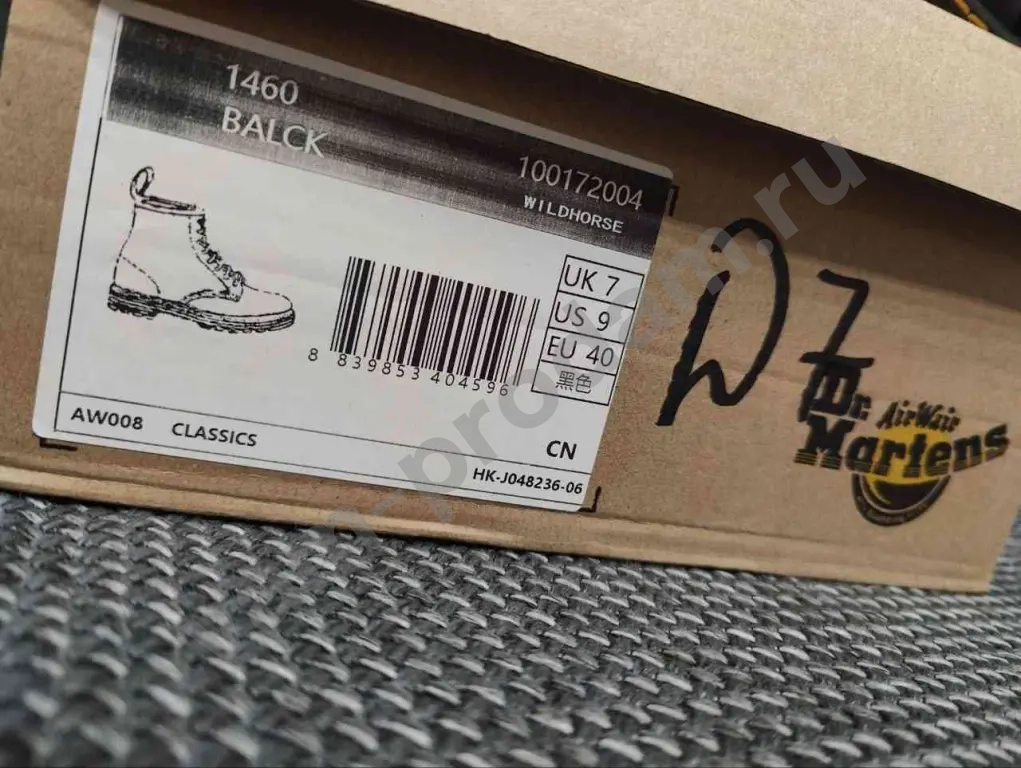 1460
BALCK
100172004
WILDHORSE
UK 7
US 9
EU 40
黑色
8 839853 404596
AW008 CLASSICS
CN
HK-J048236-06
D 7
Dr.
AirWair
Martens